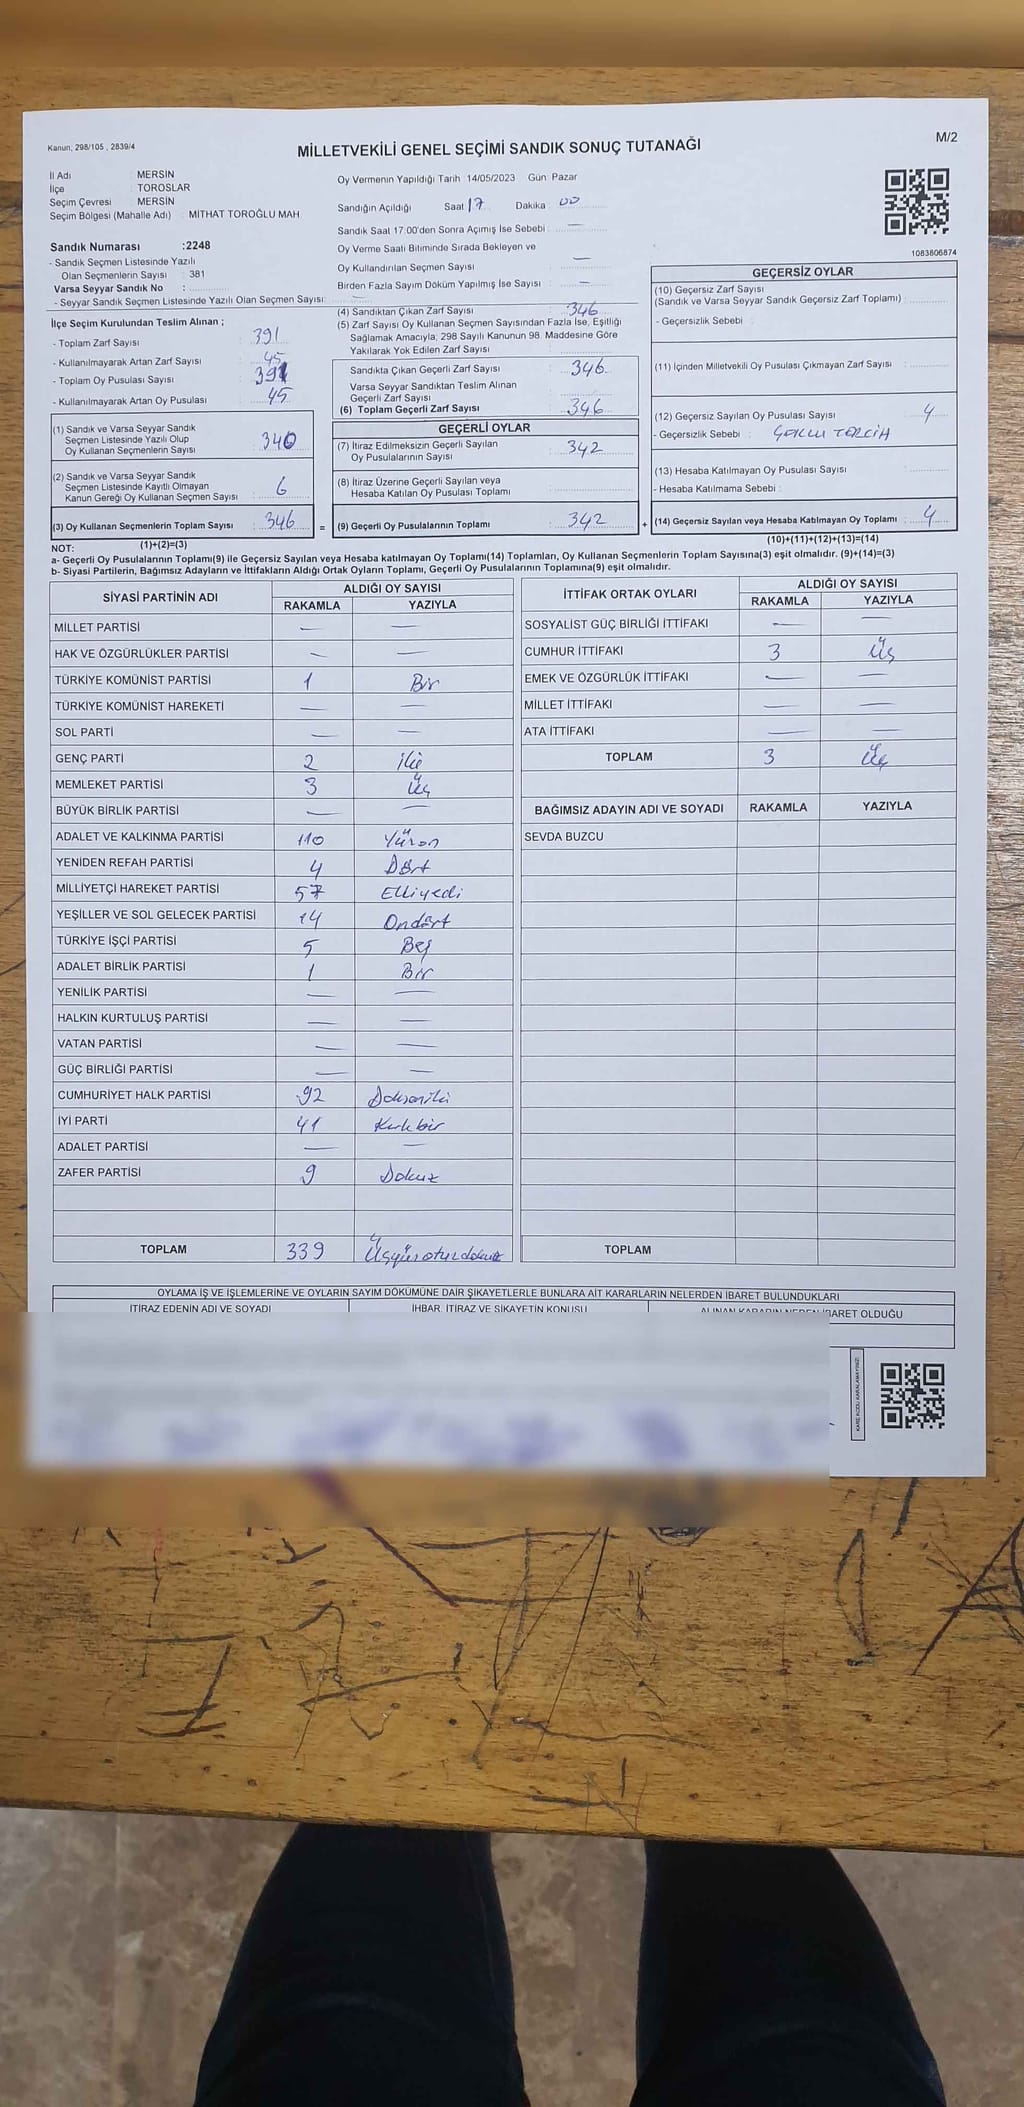 Kanun; 298/105 , 2839/4
MİLLETVEKİLİ GENEL SEÇİMİ SANDIK SONUÇ TUTANAĞI
M/2
İl Adı : MERSİN
İlçe : TOROSLAR
Seçim Çevresi : MERSİN
Seçim Bölgesi (Mahalle Adı) : MİTHAT TOROĞLU MAH
Sandık Numarası :2248
- Sandık Seçmen Listesinde Yazılı
Olan Seçmenlerin Sayısı : 381
Varsa Seyyar Sandık No :
- Seyyar Sandık Seçmen Listesinde Yazılı Olan Seçmen Sayısı: —
İlçe Seçim Kurulundan Teslim Alınan ;
- Toplam Zarf Sayısı : 391
- Kullanılmayarak Artan Zarf Sayısı : 45
- Toplam Oy Pusulası Sayısı : 391
- Kullanılmayarak Artan Oy Pusulası : 45
Oy Vermenin Yapıldığı Tarih 14/05/2023 Gün: Pazar
Sandığın Açıldığı Saat 17 Dakika 00
Sandık Saat 17:00'den Sonra Açımış İse Sebebi : —
Oy Verme Saati Bitiminde Sırada Bekleyen ve
Oy Kullandırılan Seçmen Sayısı : —
Birden Fazla Sayım Döküm Yapılmış İse Sayısı : —
(4) Sandıktan Çıkan Zarf Sayısı : 346
(5) Zarf Sayısı Oy Kullanan Seçmen Sayısından Fazla İse, Eşitliği
Sağlamak Amacıyla; 298 Sayılı Kanunun 98. Maddesine Göre
Yakılarak Yok Edilen Zarf Sayısı :
Sandıkta Çıkan Geçerli Zarf Sayısı : 346
Varsa Seyyar Sandıktan Teslim Alınan
Geçerli Zarf Sayısı :
(6) Toplam Geçerli Zarf Sayısı : 346
1083806874
GEÇERSİZ OYLAR
(10) Geçersiz Zarf Sayısı
(Sandık ve Varsa Seyyar Sandık Geçersiz Zarf Toplamı) :
- Geçersizlik Sebebi :
(11) İçinden Milletvekili Oy Pusulası Çıkmayan Zarf Sayısı :
(12) Geçersiz Sayılan Oy Pusulası Sayısı : 4
- Geçersizlik Sebebi :
(13) Hesaba Katılmayan Oy Pusulası Sayısı :
- Hesaba Katılmama Sebebi :
(14) Geçersiz Sayılan veya Hesaba Katılmayan Oy Toplamı : 4
(10)+(11)+(12)+(13)=(14)
(1) Sandık ve Varsa Seyyar Sandık
Seçmen Listesinde Yazılı Olup
Oy Kullanan Seçmenlerin Sayısı : 340
(2) Sandık ve Varsa Seyyar Sandık
Seçmen Listesinde Kayıtlı Olmayan
Kanun Gereği Oy Kullanan Seçmen Sayısı : 6
(3) Oy Kullanan Seçmenlerin Toplam Sayısı : 346 =
(1)+(2)=(3)
GEÇERLİ OYLAR
(7) İtiraz Edilmeksizin Geçerli Sayılan
Oy Pusulalarının Sayısı : 342
(8) İtiraz Üzerine Geçerli Sayılan veya
Hesaba Katılan Oy Pusulası Toplamı :
(9) Geçerli Oy Pusulalarının Toplamı : 342 +
NOT:
a- Geçerli Oy Pusulalarının Toplamı(9) ile Geçersiz Sayılan veya Hesaba katılmayan Oy Toplamı(14) Toplamları, Oy Kullanan Seçmenlerin Toplam Sayısına(3) eşit olmalıdır. (9)+(14)=(3)
b- Siyasi Partilerin, Bağımsız Adayların ve İttifakların Aldığı Ortak Oyların Toplamı, Geçerli Oy Pusulalarının Toplamına(9) eşit olmalıdır.
SİYASİ PARTİNİN ADI ALDIĞI OY SAYISI
RAKAMLA YAZIYLA
MİLLET PARTİSİ — —
HAK VE ÖZGÜRLÜKLER PARTİSİ — —
TÜRKİYE KOMÜNİST PARTİSİ 1 Bir
TÜRKİYE KOMÜNİST HAREKETİ — —
SOL PARTİ — —
GENÇ PARTİ 2 iki
MEMLEKET PARTİSİ 3 Üç
BÜYÜK BİRLİK PARTİSİ — —
ADALET VE KALKINMA PARTİSİ 110 Yüzon
YENİDEN REFAH PARTİSİ 4 Dört
MİLLİYETÇİ HAREKET PARTİSİ 57 Elliyedi
YEŞİLLER VE SOL GELECEK PARTİSİ 14 Ondört
TÜRKİYE İŞÇİ PARTİSİ 5 Beş
ADALET BİRLİK PARTİSİ 1 Bir
YENİLİK PARTİSİ — —
HALKIN KURTULUŞ PARTİSİ — —
VATAN PARTİSİ — —
GÜÇ BİRLİĞİ PARTİSİ — —
CUMHURİYET HALK PARTİSİ 92 Doksaniki
İYİ PARTİ 41 Kırkbir
ADALET PARTİSİ — —
ZAFER PARTİSİ 9 Dokuz
TOPLAM 339 Üçyüzotuzdokuz
İTTİFAK ORTAK OYLARI ALDIĞI OY SAYISI
RAKAMLA YAZIYLA
SOSYALİST GÜÇ BİRLİĞİ İTTİFAKI — —
CUMHUR İTTİFAKI 3 Üç
EMEK VE ÖZGÜRLÜK İTTİFAKI — —
MİLLET İTTİFAKI — —
ATA İTTİFAKI — —
TOPLAM 3 Üç
BAĞIMSIZ ADAYIN ADI VE SOYADI RAKAMLA YAZIYLA
SEVDA BUZCU
TOPLAM
OYLAMA İŞ VE İŞLEMLERİNE VE OYLARIN SAYIM DÖKÜMÜNE DAİR ŞİKAYETLERLE BUNLARA AİT KARARLARIN NELERDEN İBARET BULUNDUKLARI
İTİRAZ EDENİN ADI VE SOYADI İHBAR, İTİRAZ VE ŞİKAYETİN KONUSU ALINAN KARARIN NEDEN İBARET OLDUĞU
KARE KODU KARALAMAYINIZ!